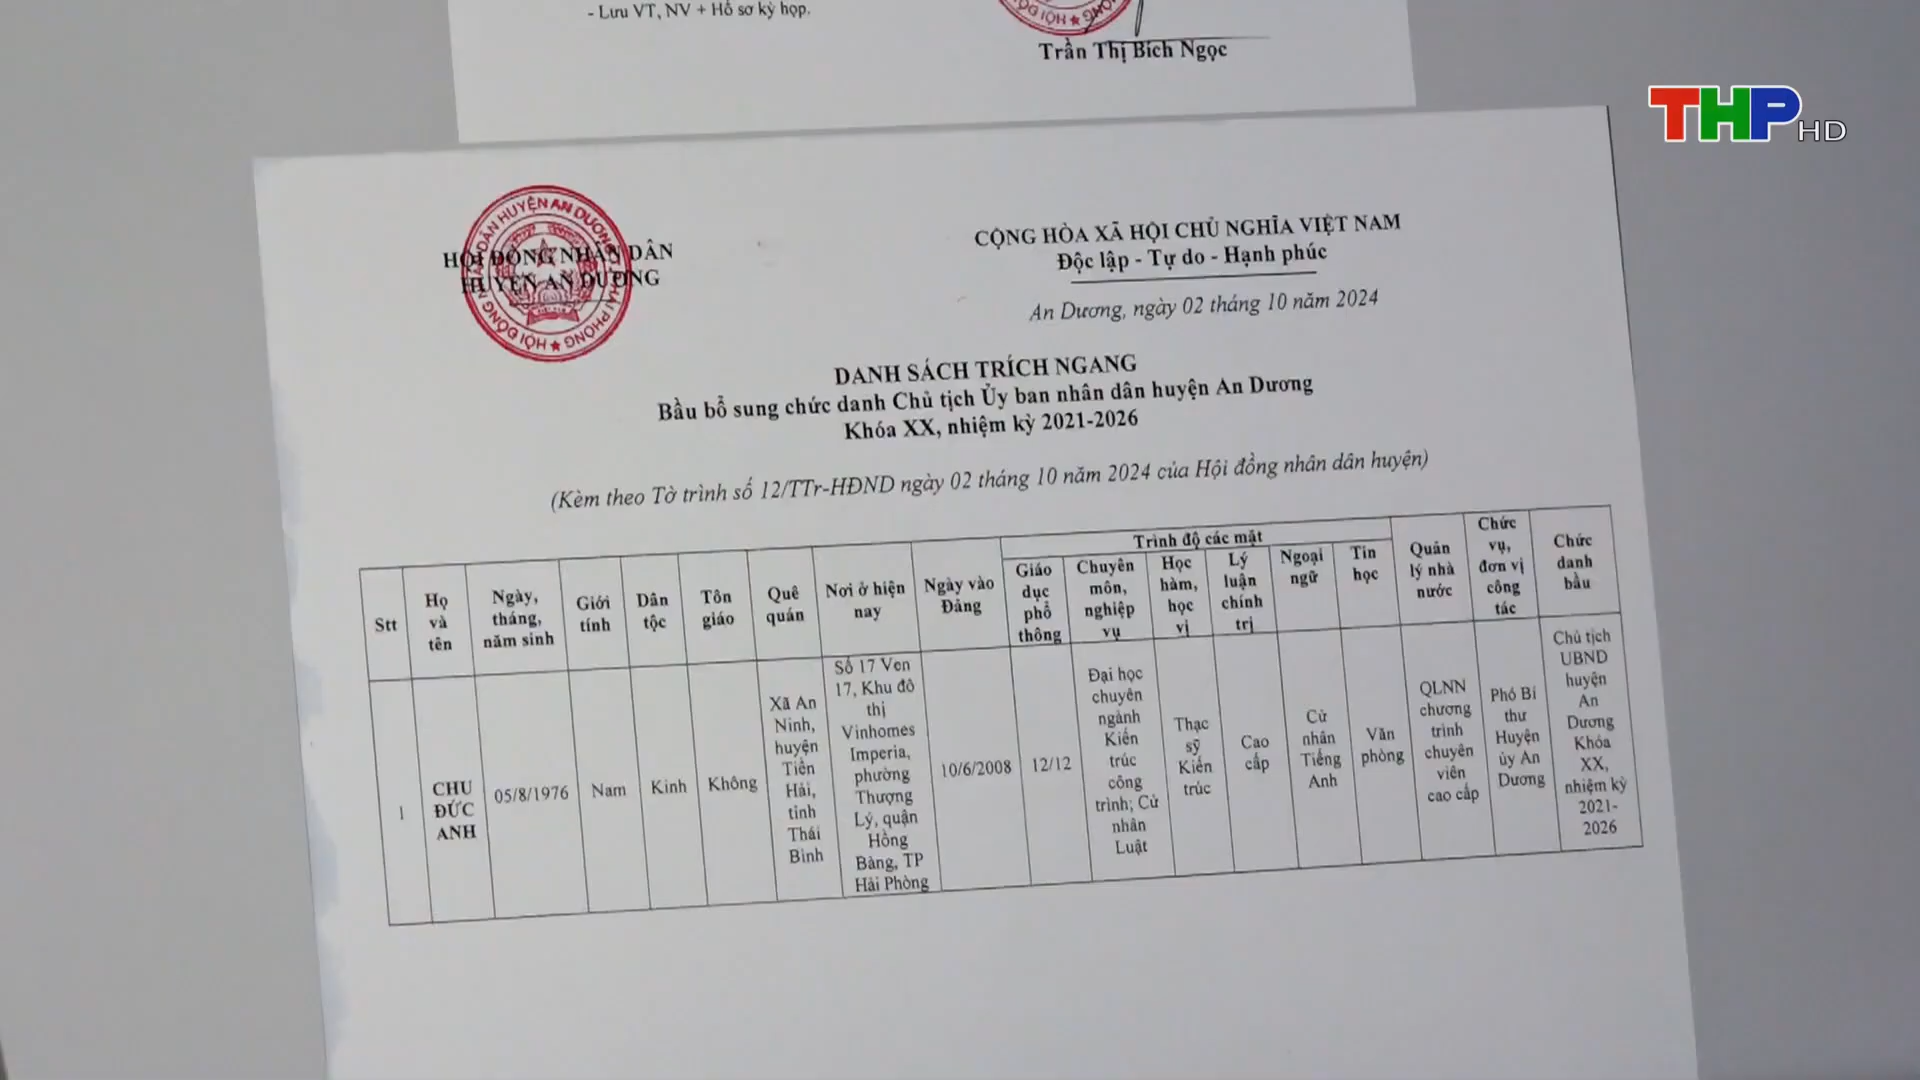 - Lưu VT, NV + Hồ sơ kỳ họp.
Trần Thị Bích Ngọc
THP HD
HỘI ĐỒNG NHÂN DÂN
HUYỆN AN DƯƠNG
HỘI ĐỒNG NHÂN DÂN HUYỆN AN DƯƠNG ★ HẢI PHÒNG
CỘNG HÒA XÃ HỘI CHỦ NGHĨA VIỆT NAM
Độc lập - Tự do - Hạnh phúc
An Dương, ngày 02 tháng 10 năm 2024
DANH SÁCH TRÍCH NGANG
Bầu bổ sung chức danh Chủ tịch Ủy ban nhân dân huyện An Dương
Khóa XX, nhiệm kỳ 2021-2026
(Kèm theo Tờ trình số 12/TTr-HĐND ngày 02 tháng 10 năm 2024 của Hội đồng nhân dân huyện)
Stt
Họ
và
tên
Ngày,
tháng,
năm sinh
Giới
tính
Dân
tộc
Tôn
giáo
Quê
quán
Nơi ở hiện
nay
Ngày vào
Đảng
Trình độ các mặt
Giáo
dục
phổ
thông
Chuyên
môn,
nghiệp
vụ
Học
hàm,
học
vị
Lý
luận
chính
trị
Ngoại
ngữ
Tin
học
Quản
lý nhà
nước
Chức
vụ,
đơn vị
công
tác
Chức
danh
bầu
1
CHU
ĐỨC
ANH
05/8/1976
Nam
Kinh
Không
Xã An
Ninh,
huyện
Tiền
Hải,
tỉnh
Thái
Bình
Số 17 Ven
17, Khu đô
thị
Vinhomes
Imperia,
phường
Thượng
Lý, quận
Hồng
Bàng, TP
Hải Phòng
10/6/2008
12/12
Đại học
chuyên
ngành
Kiến
trúc
công
trình; Cử
nhân
Luật
Thạc
sỹ
Kiến
trúc
Cao
cấp
Cử
nhân
Tiếng
Anh
Văn
phòng
QLNN
chương
trình
chuyên
viên
cao cấp
Phó Bí
thư
Huyện
ủy An
Dương
Chủ tịch
UBND
huyện
An
Dương
Khóa
XX,
nhiệm kỳ
2021-
2026